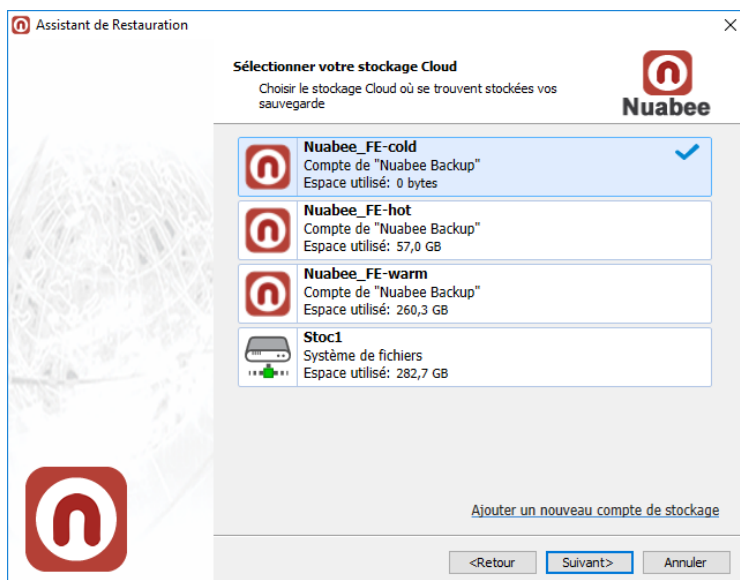 Assistant de Restauration
Sélectionner votre stockage Cloud
Choisir le stockage Cloud où se trouvent stockées vos
sauvegarde
Nuabee
Nuabee_FE-cold
Compte de "Nuabee Backup"
Espace utilisé: 0 bytes
Nuabee_FE-hot
Compte de "Nuabee Backup"
Espace utilisé: 57,0 GB
Nuabee_FE-warm
Compte de "Nuabee Backup"
Espace utilisé: 260,3 GB
Stoc1
Système de fichiers
Espace utilisé: 282,7 GB
Ajouter un nouveau compte de stockage
<Retour Suivant> Annuler